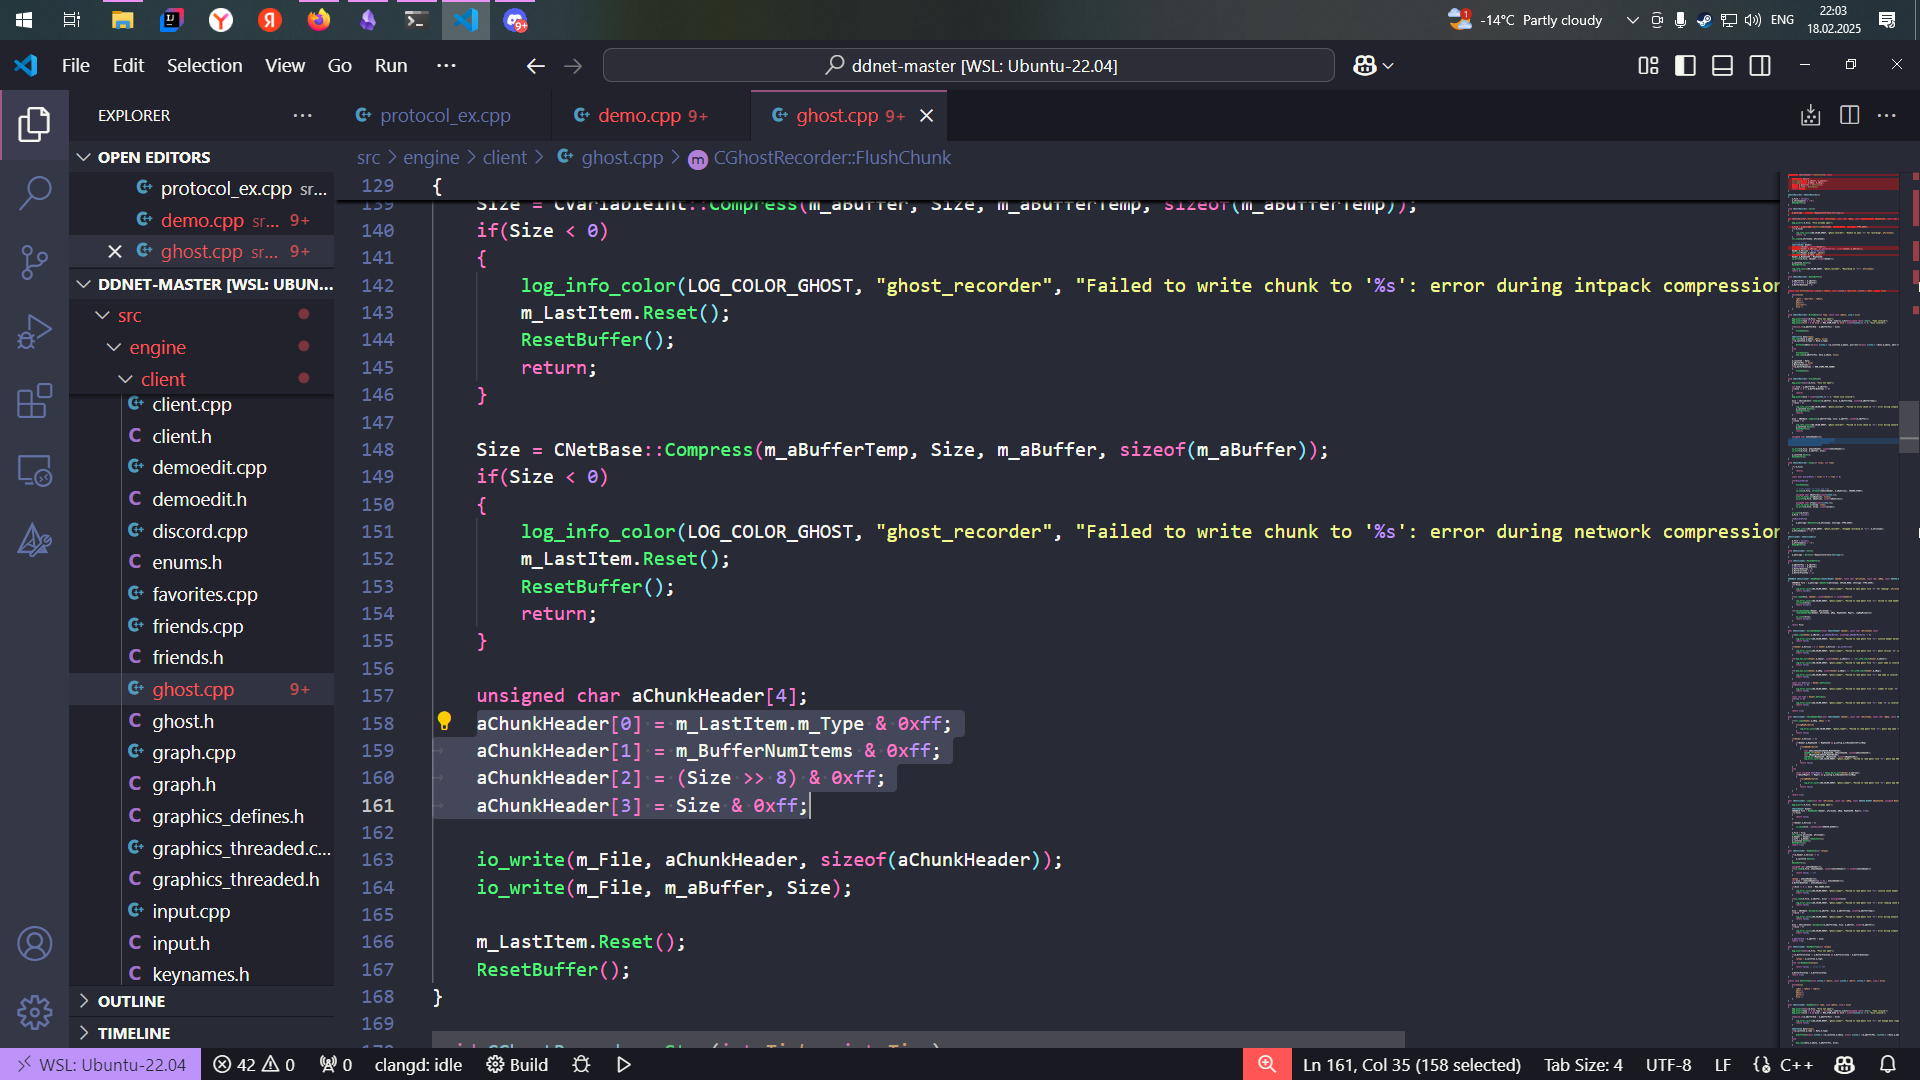 -14°C Partly cloudy
ENG
22:03
18.02.2025
File Edit Selection View Go Run ···
ddnet-master [WSL: Ubuntu-22.04]
EXPLORER
protocol_ex.cpp
demo.cpp 9+
ghost.cpp 9+
OPEN EDITORS
protocol_ex.cpp sr...
demo.cpp sr... 9+
ghost.cpp sr... 9+
DDNET-MASTER [WSL: UBUN...
src
engine
client
client.cpp
client.h
demoedit.cpp
demoedit.h
discord.cpp
enums.h
favorites.cpp
friends.cpp
friends.h
ghost.cpp 9+
ghost.h
graph.cpp
graph.h
graphics_defines.h
graphics_threaded.c...
graphics_threaded.h
input.cpp
input.h
keynames.h
OUTLINE
TIMELINE
src > engine > client > ghost.cpp > CGhostRecorder::FlushChunk
129 {
139 Size = CVariableInt::Compress(m_aBuffer, Size, m_aBufferTemp, sizeof(m_aBufferTemp));
140 if(Size < 0)
141 {
142 log_info_color(LOG_COLOR_GHOST, "ghost_recorder", "Failed to write chunk to '%s': error during intpack compression
143 m_LastItem.Reset();
144 ResetBuffer();
145 return;
146 }
147
148 Size = CNetBase::Compress(m_aBufferTemp, Size, m_aBuffer, sizeof(m_aBuffer));
149 if(Size < 0)
150 {
151 log_info_color(LOG_COLOR_GHOST, "ghost_recorder", "Failed to write chunk to '%s': error during network compression
152 m_LastItem.Reset();
153 ResetBuffer();
154 return;
155 }
156
157 unsigned char aChunkHeader[4];
158 aChunkHeader[0] = m_LastItem.m_Type & 0xff;
159 aChunkHeader[1] = m_BufferNumItems & 0xff;
160 aChunkHeader[2] = (Size >> 8) & 0xff;
161 aChunkHeader[3] = Size & 0xff;
162
163 io_write(m_File, aChunkHeader, sizeof(aChunkHeader));
164 io_write(m_File, m_aBuffer, Size);
165
166 m_LastItem.Reset();
167 ResetBuffer();
168 }
169
WSL: Ubuntu-22.04 42 0 0 clangd: idle Build
Ln 161, Col 35 (158 selected) Tab Size: 4 UTF-8 LF {} C++